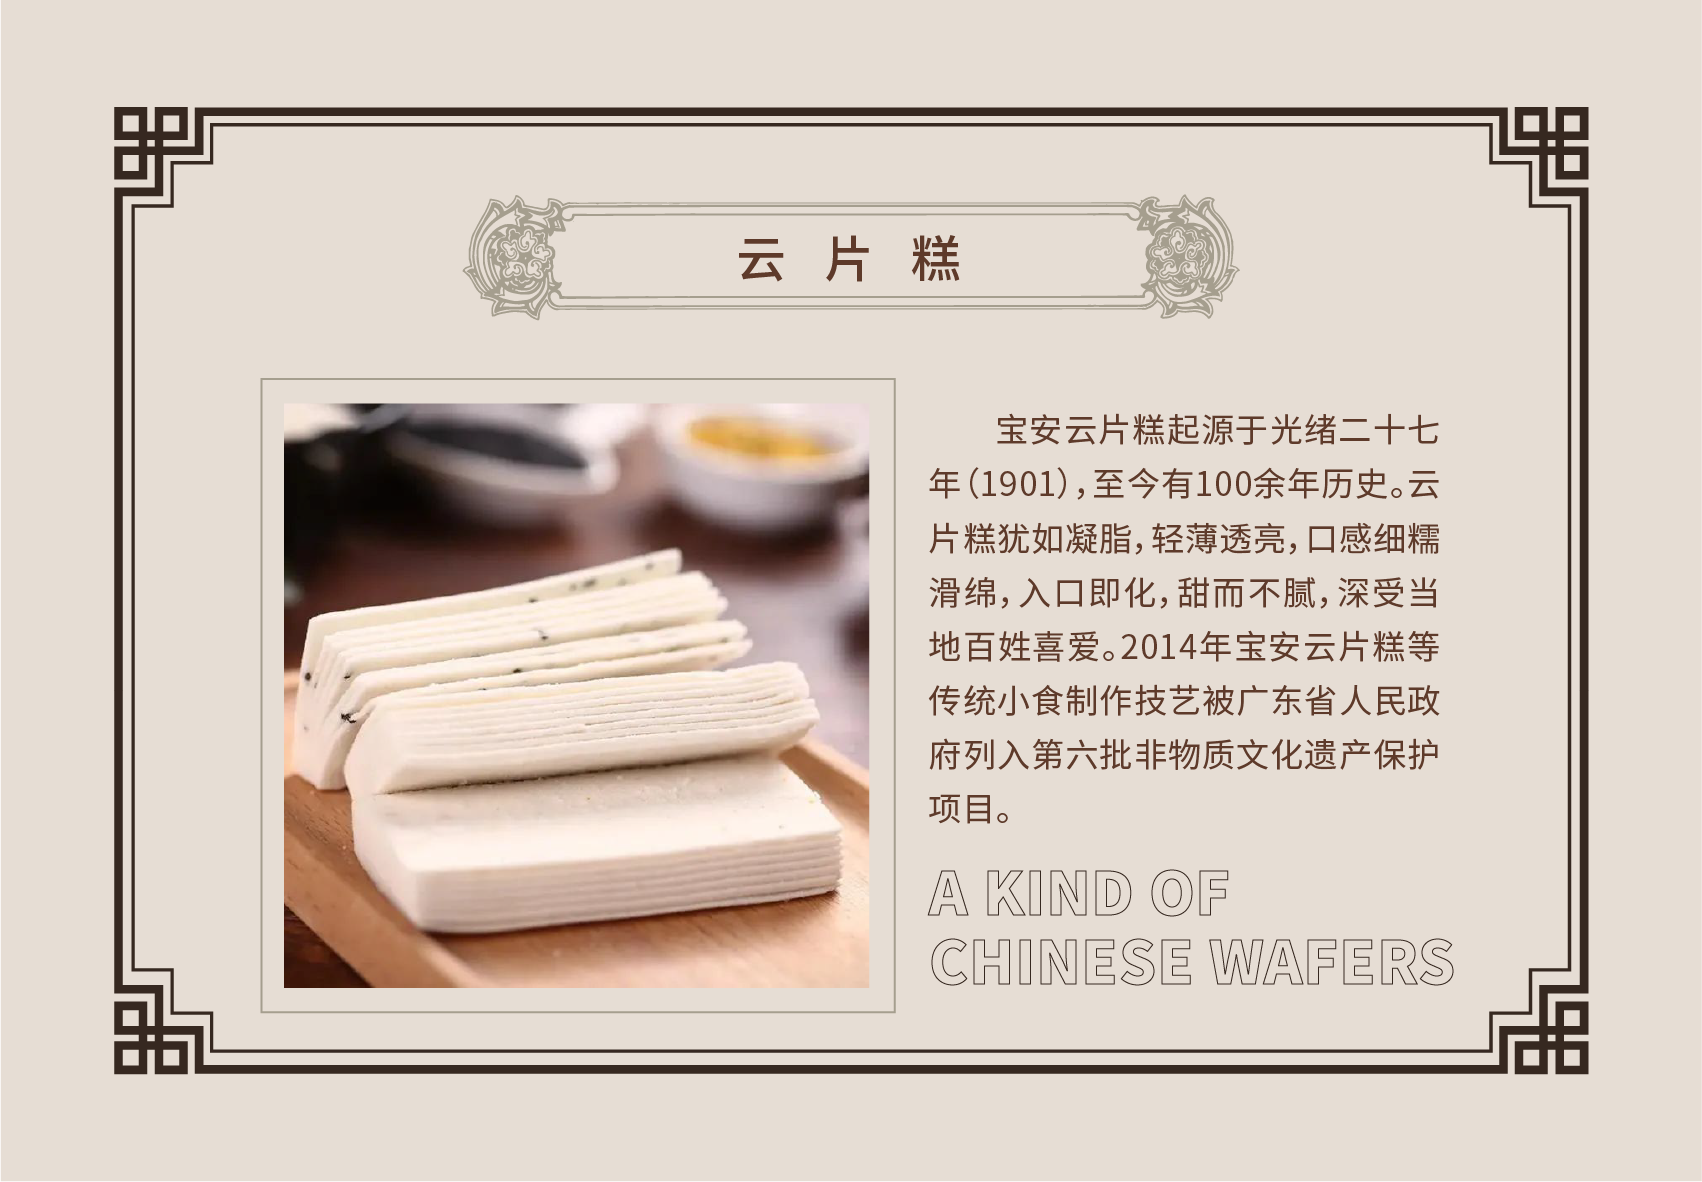 云片糕
宝安云片糕起源于光绪二十七
年（1901），至今有100余年历史。云
片糕犹如凝脂，轻薄透亮，口感细糯
滑绵，入口即化，甜而不腻，深受当
地百姓喜爱。2014年宝安云片糕等
传统小食制作技艺被广东省人民政
府列入第六批非物质文化遗产保护
项目。
A KIND OF
CHINESE WAFERS